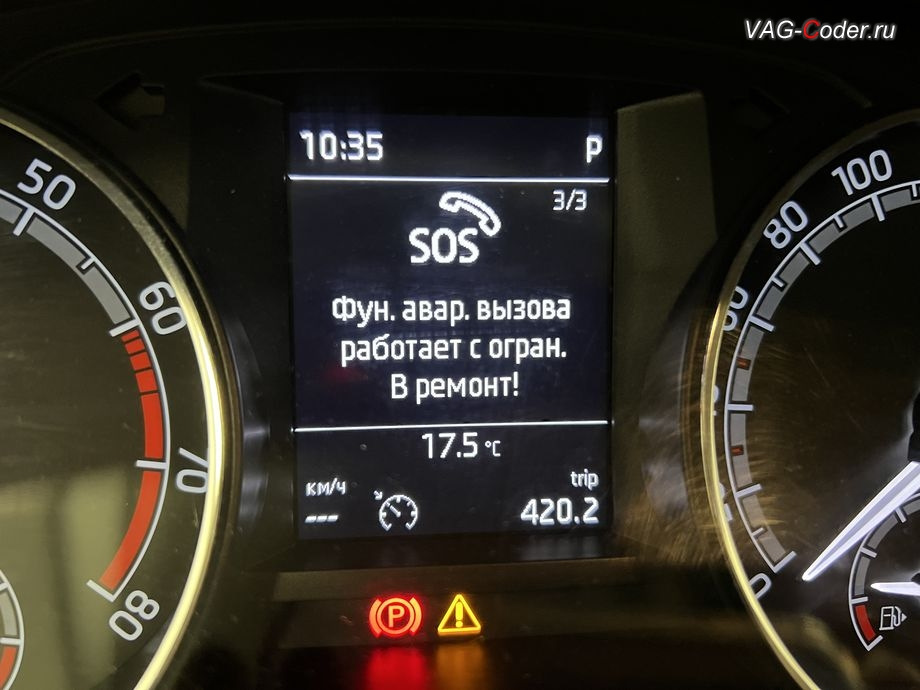 VAG-Coder.ru
10:35 P
3/3
SOS
Фун. авар. вызова
работает с огран.
В ремонт!
17.5 °C
км/ч trip
--- 420.2
50
60
70
80
100
80
P